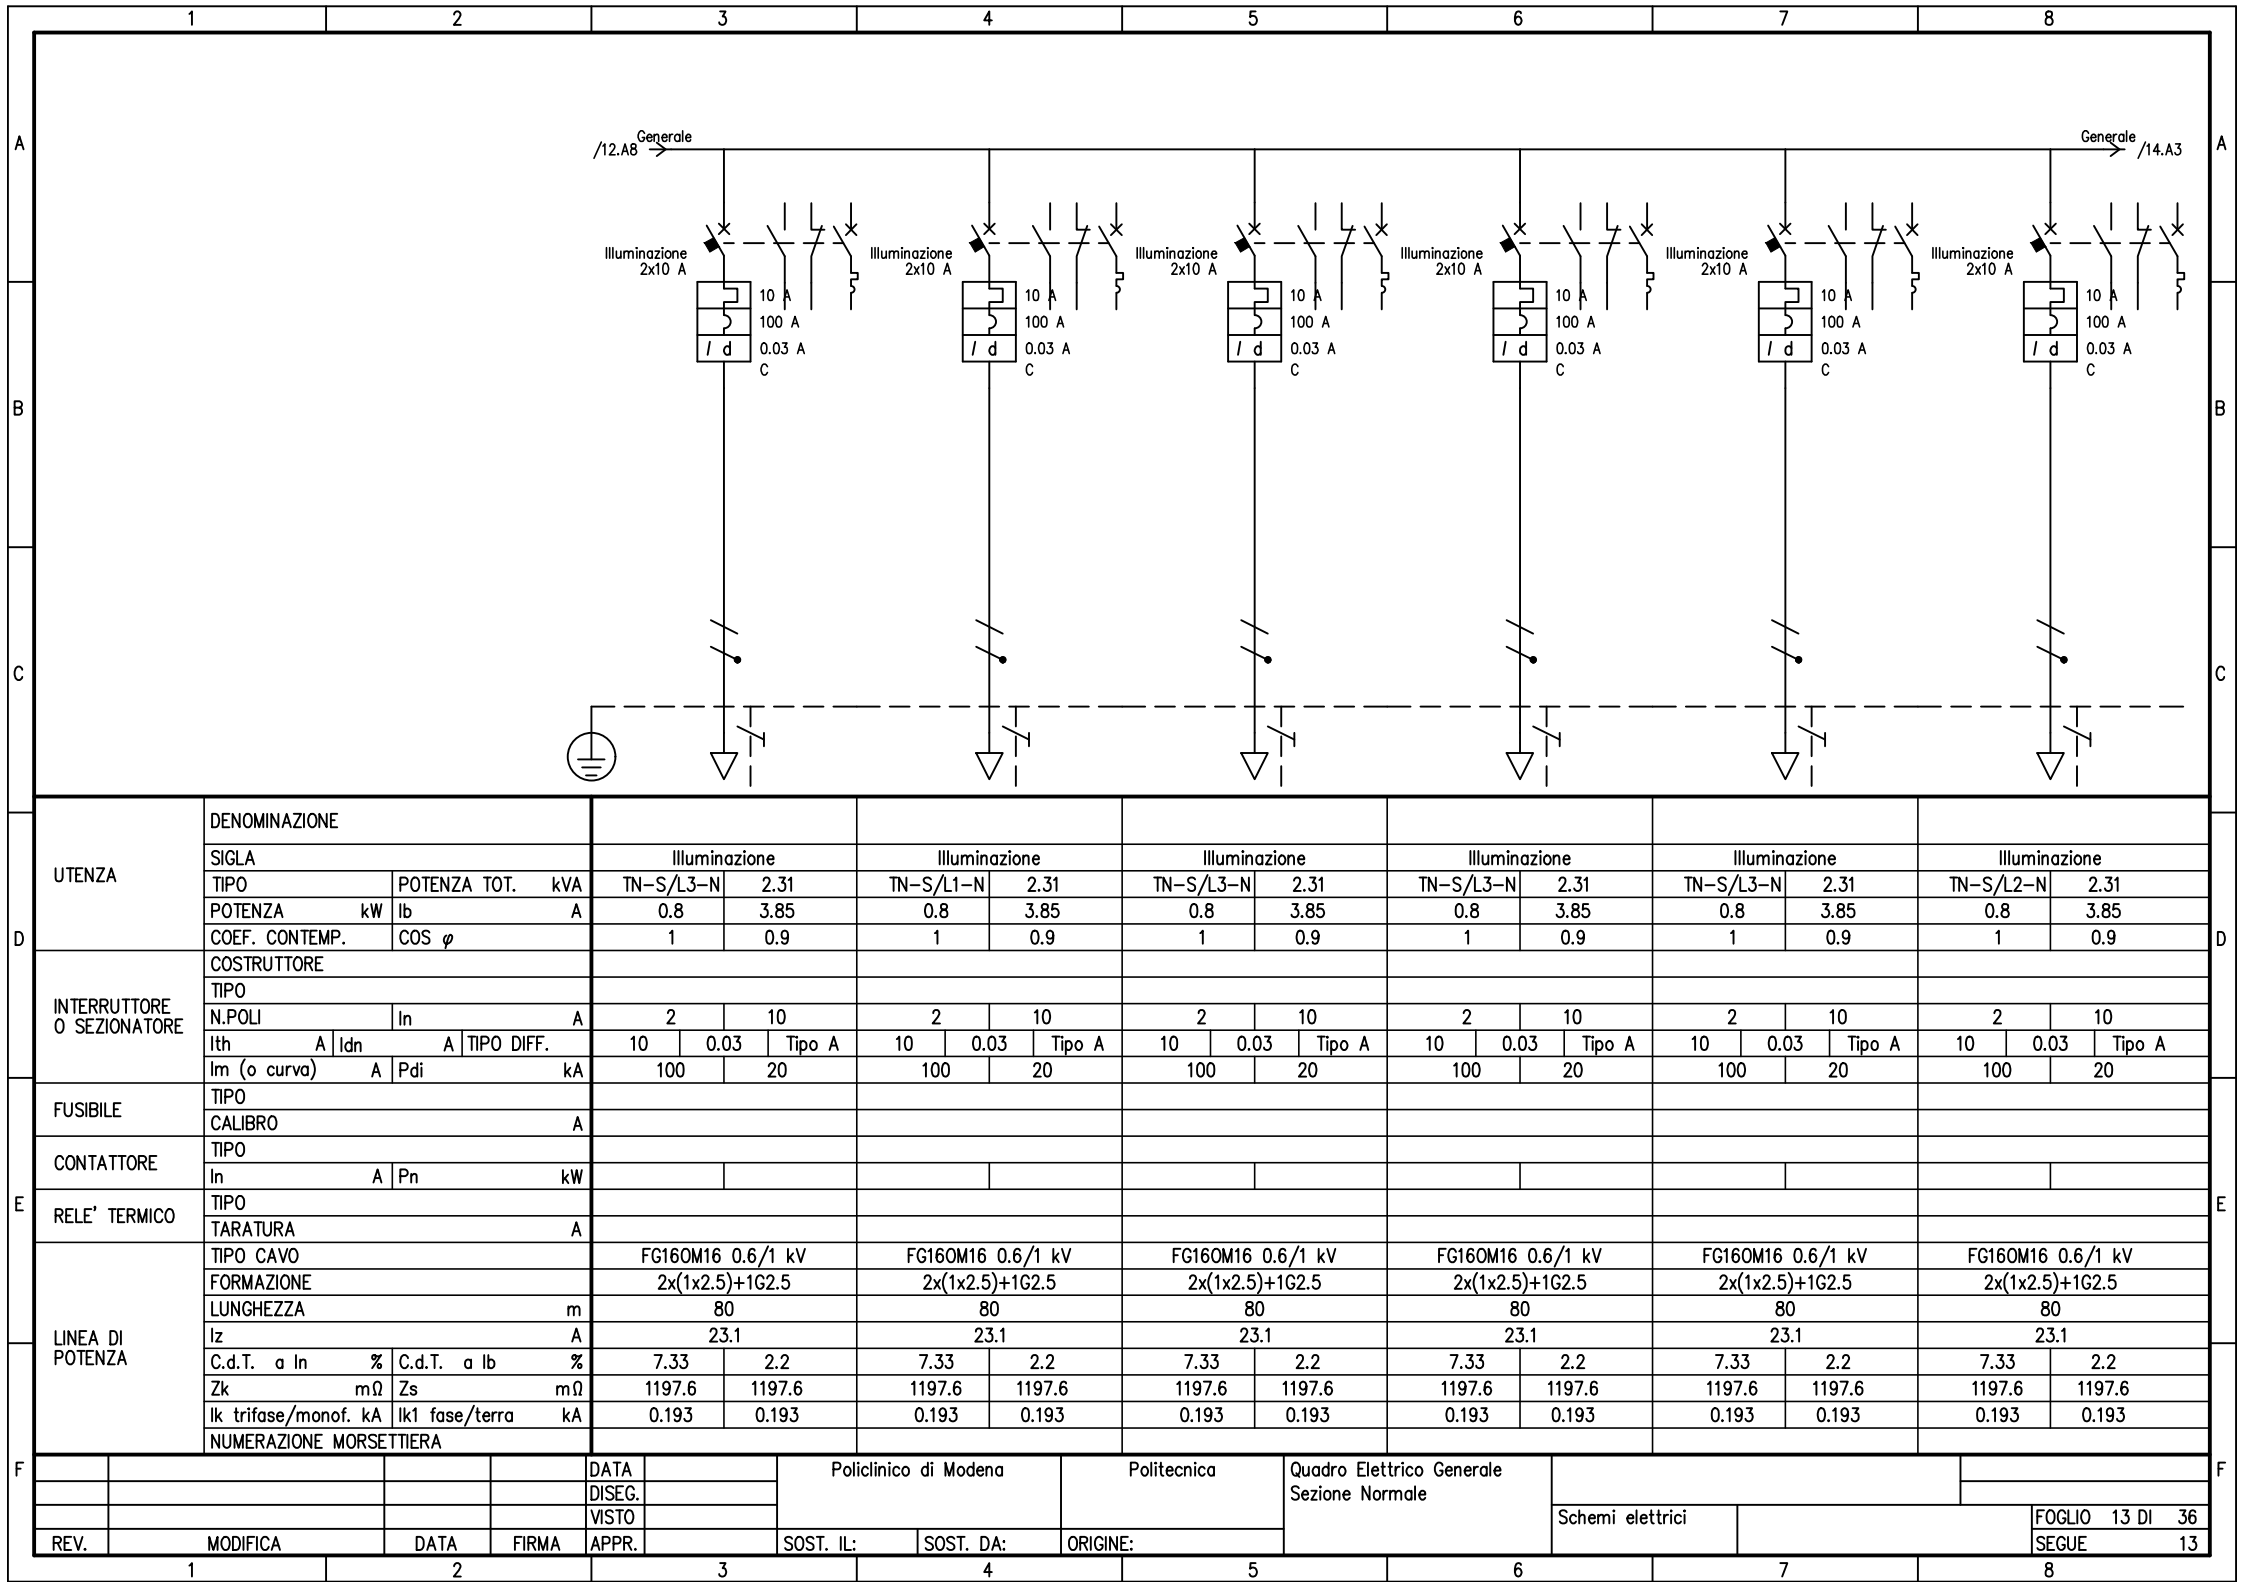 1 2 3 4 5 6 7 8
A A
Generale Generale
/12.A8 /14.A3
Illuminazione Illuminazione Illuminazione Illuminazione Illuminazione Illuminazione
2x10 A 2x10 A 2x10 A 2x10 A 2x10 A 2x10 A
10 A 10 A 10 A 10 A 10 A 10 A
100 A 100 A 100 A 100 A 100 A 100 A
I d 0.03 A I d 0.03 A I d 0.03 A I d 0.03 A I d 0.03 A I d 0.03 A
C C C C C C
B B
C C
UTENZA
DENOMINAZIONE
SIGLA Illuminazione Illuminazione Illuminazione Illuminazione Illuminazione Illuminazione
TIPO POTENZA TOT. kVA TN-S/L3-N 2.31 TN-S/L1-N 2.31 TN-S/L3-N 2.31 TN-S/L3-N 2.31 TN-S/L3-N 2.31 TN-S/L2-N 2.31
POTENZA kW Ib A 0.8 3.85 0.8 3.85 0.8 3.85 0.8 3.85 0.8 3.85 0.8 3.85
D D
COEF. CONTEMP. COS φ 1 0.9 1 0.9 1 0.9 1 0.9 1 0.9 1 0.9
INTERRUTTORE
O SEZIONATORE
COSTRUTTORE
TIPO
N.POLI In A 2 10 2 10 2 10 2 10 2 10 2 10
Ith A Idn A TIPO DIFF. 10 0.03 Tipo A 10 0.03 Tipo A 10 0.03 Tipo A 10 0.03 Tipo A 10 0.03 Tipo A 10 0.03 Tipo A
Im (o curva) A Pdi kA 100 20 100 20 100 20 100 20 100 20 100 20
FUSIBILE
TIPO
CALIBRO A
CONTATTORE
TIPO
In A Pn kW
E E
RELE' TERMICO
TIPO
TARATURA A
LINEA DI
POTENZA
TIPO CAVO FG16OM16 0.6/1 kV FG16OM16 0.6/1 kV FG16OM16 0.6/1 kV FG16OM16 0.6/1 kV FG16OM16 0.6/1 kV FG16OM16 0.6/1 kV
FORMAZIONE 2x(1x2.5)+1G2.5 2x(1x2.5)+1G2.5 2x(1x2.5)+1G2.5 2x(1x2.5)+1G2.5 2x(1x2.5)+1G2.5 2x(1x2.5)+1G2.5
LUNGHEZZA m 80 80 80 80 80 80
Iz A 23.1 23.1 23.1 23.1 23.1 23.1
C.d.T. a In % C.d.T. a Ib % 7.33 2.2 7.33 2.2 7.33 2.2 7.33 2.2 7.33 2.2 7.33 2.2
Zk mΩ Zs mΩ 1197.6 1197.6 1197.6 1197.6 1197.6 1197.6 1197.6 1197.6 1197.6 1197.6 1197.6 1197.6
Ik trifase/monof. kA Ik1 fase/terra kA 0.193 0.193 0.193 0.193 0.193 0.193 0.193 0.193 0.193 0.193 0.193 0.193
NUMERAZIONE MORSETTIERA
F F
DATA Policlinico di Modena Politecnica Quadro Elettrico Generale
DISEG. Sezione Normale
VISTO Schemi elettrici FOGLIO 13 DI 36
REV. MODIFICA DATA FIRMA APPR. SOST. IL: SOST. DA: ORIGINE: SEGUE 13
1 2 3 4 5 6 7 8